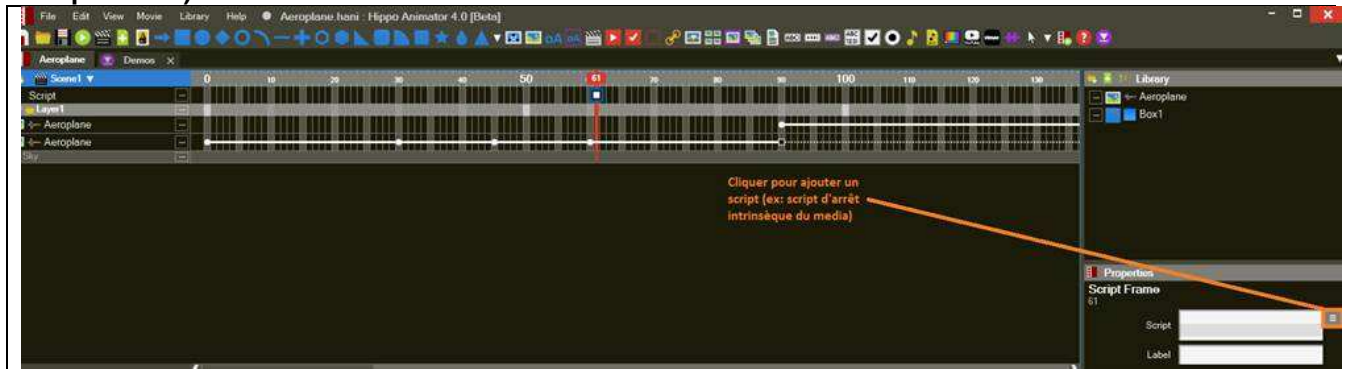 File Edit View Movie Library Help Aeroplane.hani : Hippo Animator 4.0 [Beta]
Aeroplane Demos x
Scene1 ▼ 0 10 20 30 40 50 61 70 80 90 100 110 120 130
Script
Layer1
Aeroplane
Aeroplane
Sky
Library
Aeroplane
Box1
Cliquer pour ajouter un
script (ex: script d'arrêt
intrinsèque du media)
Properties
Script Frame
61
Script
Label